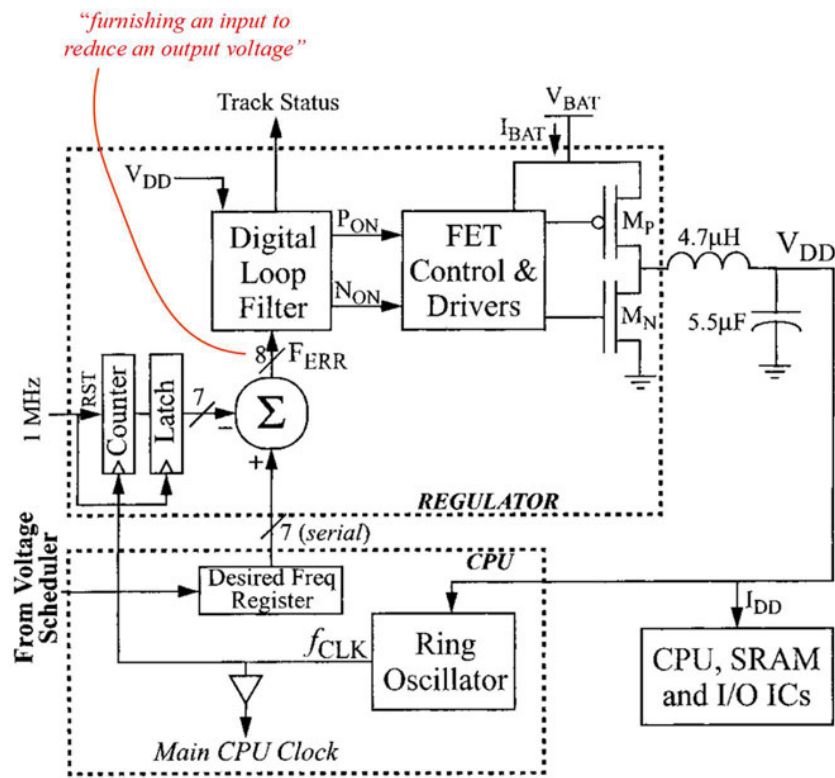 “furnishing an input to
reduce an output voltage”
Track Status
V_BAT
I_BAT
V_DD
Digital
Loop
Filter
P_ON
N_ON
FET
Control &
Drivers
M_P
M_N
4.7μH
V_DD
5.5μF
8
F_ERR
1 MHz
RST
Counter
Latch
7
−
Σ
+
REGULATOR
7 (serial)
From Voltage
Scheduler
CPU
Desired Freq
Register
f_CLK
Ring
Oscillator
I_DD
CPU, SRAM
and I/O ICs
Main CPU Clock